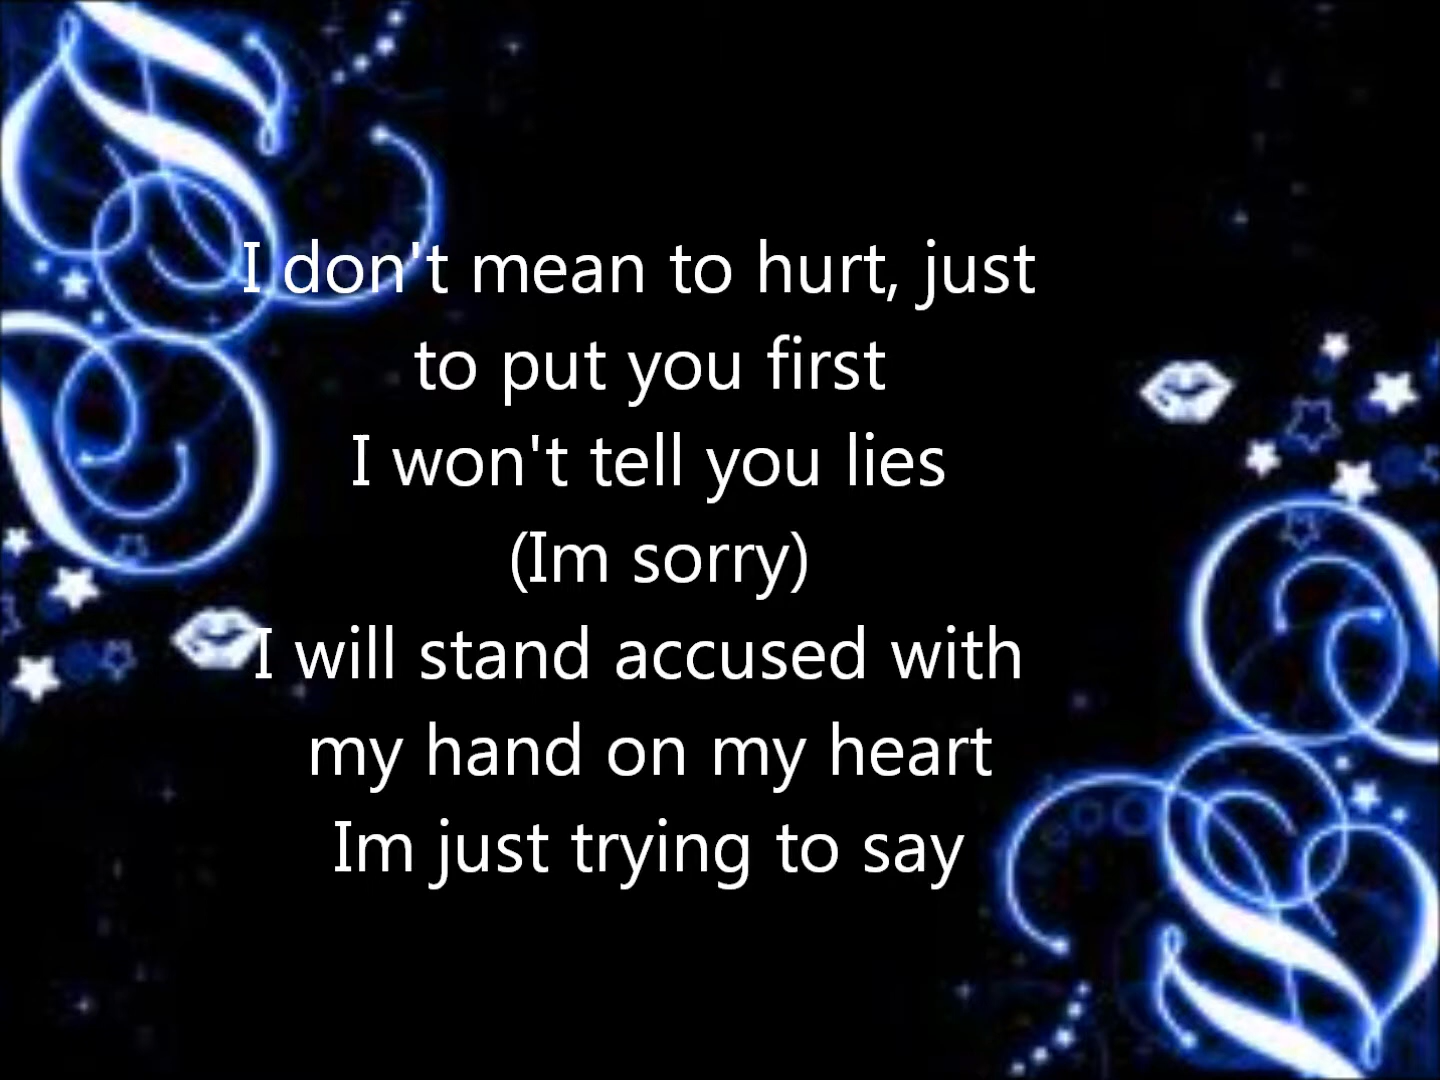 I don't mean to hurt, just
to put you first
I won't tell you lies
(Im sorry)
I will stand accused with
my hand on my heart
Im just trying to say